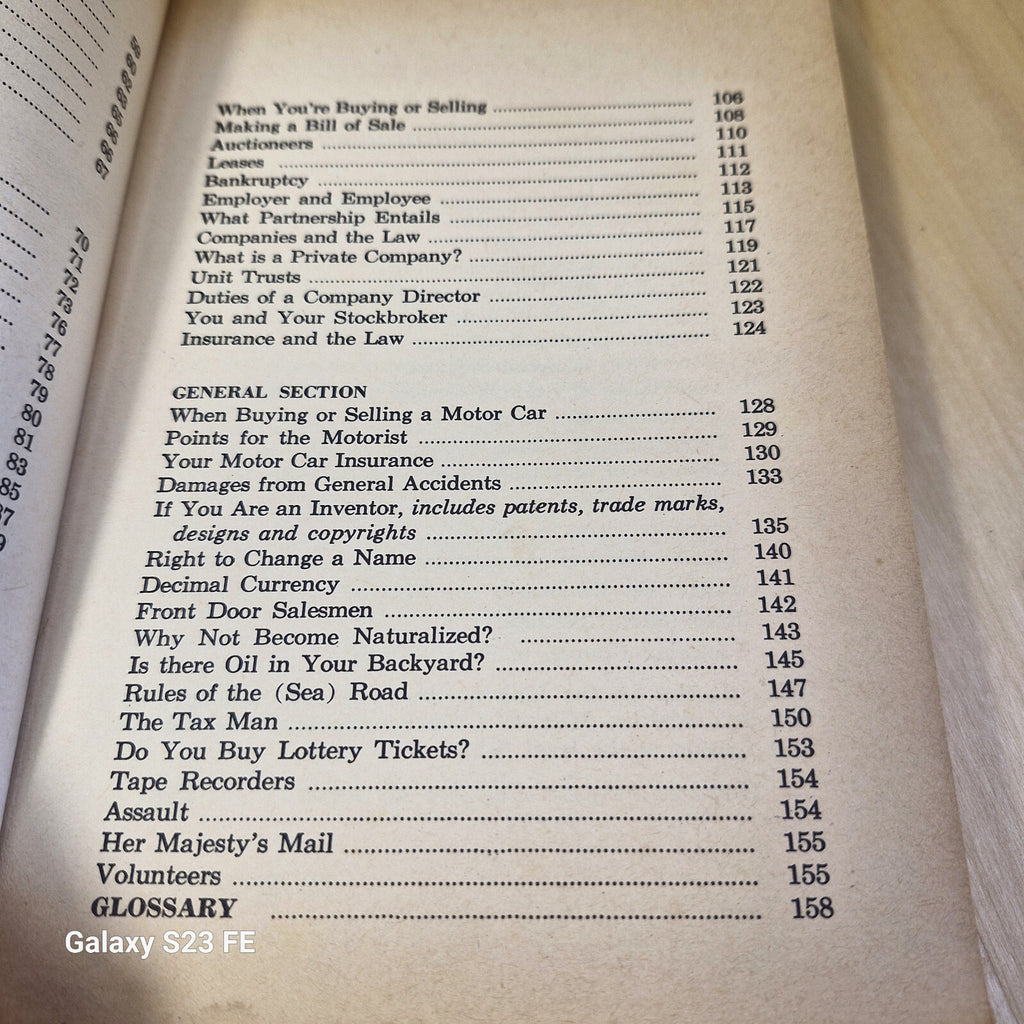 70
71
72
73
76
77
78
79
80
81
83
85
When You're Buying or Selling ........ 106
Making a Bill of Sale ........ 108
Auctioneers ........ 110
Leases ........ 111
Bankruptcy ........ 112
Employer and Employee ........ 113
What Partnership Entails ........ 115
Companies and the Law ........ 117
What is a Private Company? ........ 119
Unit Trusts ........ 121
Duties of a Company Director ........ 122
You and Your Stockbroker ........ 123
Insurance and the Law ........ 124
GENERAL SECTION
When Buying or Selling a Motor Car ........ 128
Points for the Motorist ........ 129
Your Motor Car Insurance ........ 130
Damages from General Accidents ........ 133
If You Are an Inventor, includes patents, trade marks,
designs and copyrights ........ 135
Right to Change a Name ........ 140
Decimal Currency ........ 141
Front Door Salesmen ........ 142
Why Not Become Naturalized? ........ 143
Is there Oil in Your Backyard? ........ 145
Rules of the (Sea) Road ........ 147
The Tax Man ........ 150
Do You Buy Lottery Tickets? ........ 153
Tape Recorders ........ 154
Assault ........ 154
Her Majesty's Mail ........ 155
Volunteers ........ 155
GLOSSARY ........ 158
Galaxy S23 FE